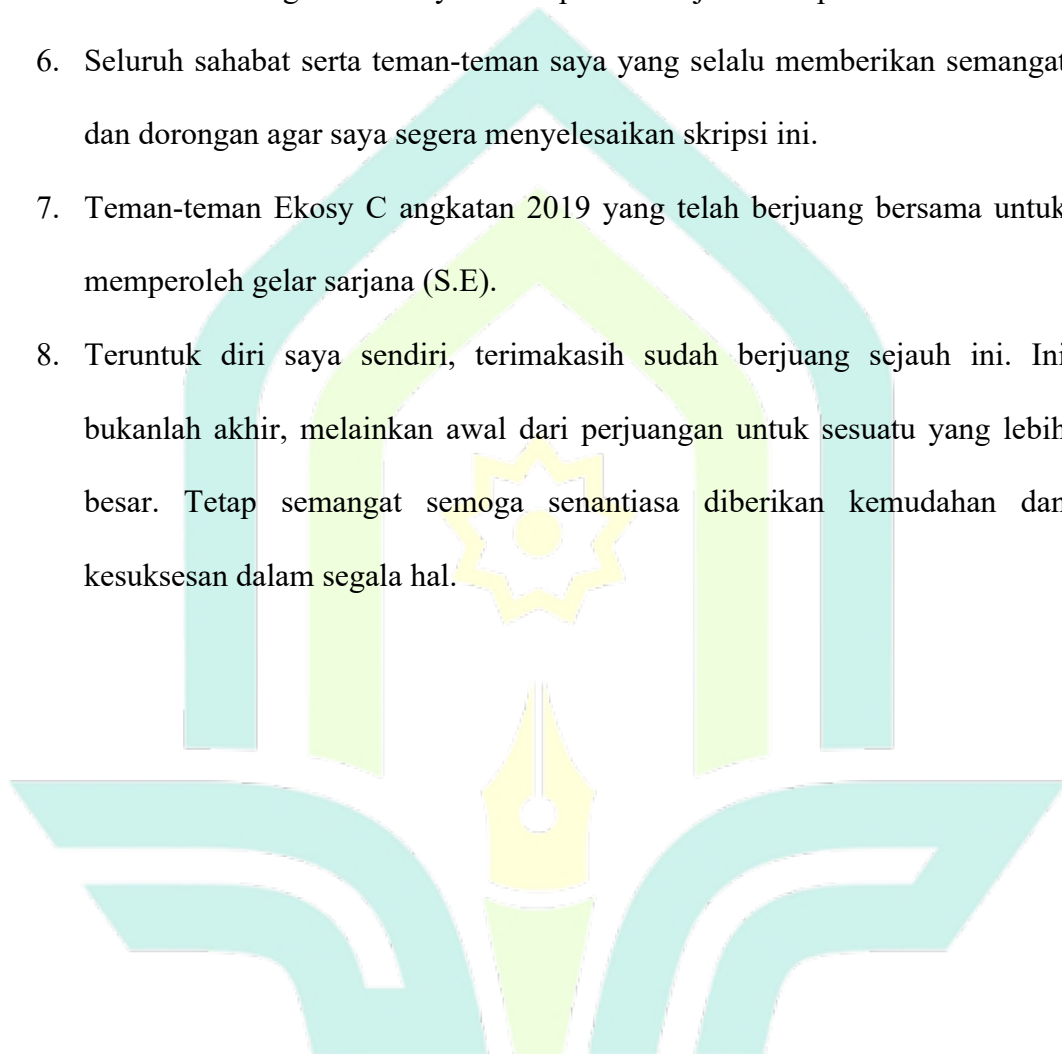 6. Seluruh sahabat serta teman-teman saya yang selalu memberikan semangat
dan dorongan agar saya segera menyelesaikan skripsi ini.
7. Teman-teman Ekosy C angkatan 2019 yang telah berjuang bersama untuk
memperoleh gelar sarjana (S.E).
8. Teruntuk diri saya sendiri, terimakasih sudah berjuang sejauh ini. Ini
bukanlah akhir, melainkan awal dari perjuangan untuk sesuatu yang lebih
besar. Tetap semangat semoga senantiasa diberikan kemudahan dan
kesuksesan dalam segala hal.